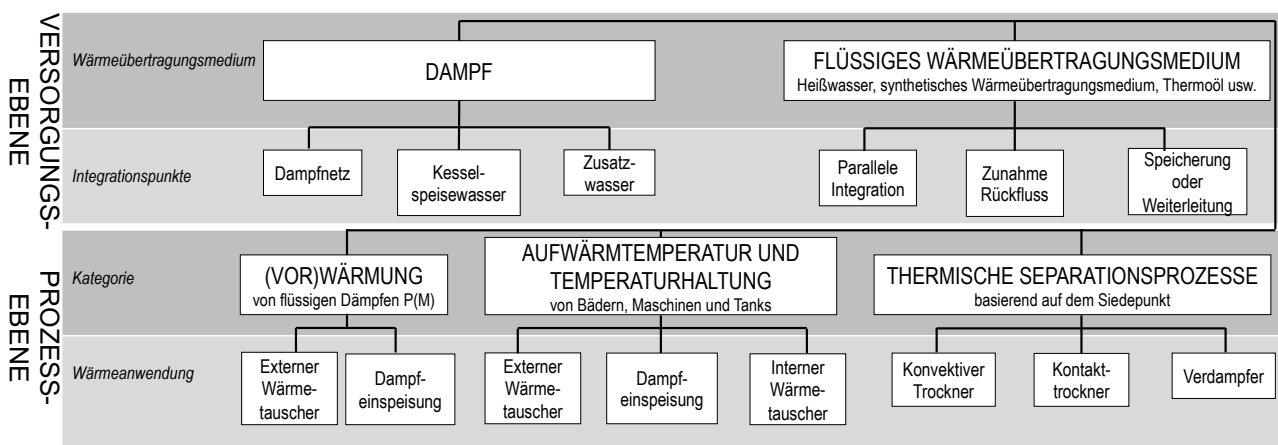 VERSORGUNGS-
EBENE
Wärmeübertragungsmedium
DAMPF
FLÜSSIGES WÄRMEÜBERTRAGUNGSMEDIUM
Heißwasser, synthetisches Wärmeübertragungsmedium, Thermoöl usw.
Integrationspunkte
Dampfnetz
Kessel-
speisewasser
Zusatz-
wasser
Parallele
Integration
Zunahme
Rückfluss
Speicherung
oder
Weiterleitung
PROZESS-
EBENE
Kategorie
(VOR)WÄRMUNG
von flüssigen Dämpfen P(M)
AUFWÄRMTEMPERATUR UND
TEMPERATURHALTUNG
von Bädern, Maschinen und Tanks
THERMISCHE SEPARATIONSPROZESSE
basierend auf dem Siedepunkt
Wärmeanwendung
Externer
Wärme-
tauscher
Dampf-
einspeisung
Externer
Wärme-
tauscher
Dampf-
einspeisung
Interner
Wärme-
tauscher
Konvektiver
Trockner
Kontakt-
trockner
Verdampfer